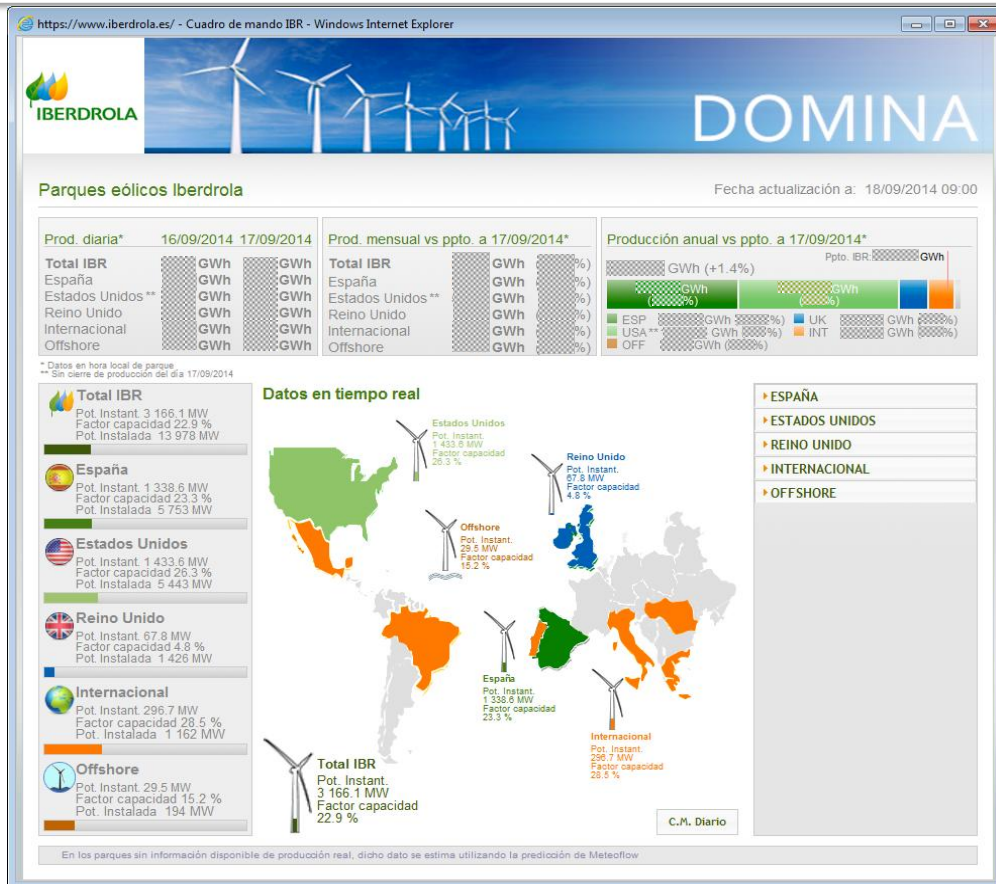 https://www.iberdrola.es/ - Cuadro de mando IBR - Windows Internet Explorer
IBERDROLA
DOMINA
Parques eólicos Iberdrola
Fecha actualización a: 18/09/2014 09:00
Prod. diaria* 16/09/2014 17/09/2014
Total IBR GWh GWh
España GWh GWh
Estados Unidos ** GWh GWh
Reino Unido GWh GWh
Internacional GWh GWh
Offshore GWh GWh
Prod. mensual vs ppto. a 17/09/2014*
Total IBR GWh %)
España GWh %)
Estados Unidos ** GWh %)
Reino Unido GWh %)
Internacional GWh %)
Offshore GWh ( %)
Producción anual vs ppto. a 17/09/2014*
Ppto. IBR: GWh
GWh (+1.4%)
GWh GWh
( %) ( %)
ESP GWh %) UK GWh ( %)
USA ** GWh ( %) INT GWh ( %)
OFF GWh ( %)
* Datos en hora local de parque
** Sin cierre de producción del día 17/09/2014
Total IBR
Pot. Instant. 3 166.1 MW
Factor capacidad 22.9 %
Pot. Instalada 13 978 MW
España
Pot. Instant. 1 338.6 MW
Factor capacidad 23.3 %
Pot. Instalada 5 753 MW
Estados Unidos
Pot. Instant. 1 433.6 MW
Factor capacidad 26.3 %
Pot. Instalada 5 443 MW
Reino Unido
Pot. Instant. 67.8 MW
Factor capacidad 4.8 %
Pot. Instalada 1 426 MW
Internacional
Pot. Instant. 296.7 MW
Factor capacidad 28.5 %
Pot. Instalada 1 162 MW
Offshore
Pot. Instant. 29.5 MW
Factor capacidad 15.2 %
Pot. Instalada 194 MW
Datos en tiempo real
Estados Unidos
Pot. Instant.
1 433.6 MW
Factor capacidad
26.3 %
Reino Unido
Pot. Instant.
67.8 MW
Factor capacidad
4.8 %
Offshore
Pot. Instant.
29.5 MW
Factor capacidad
15.2 %
España
Pot. Instant.
1 338.6 MW
Factor capacidad
23.3 %
Internacional
Pot. Instant.
296.7 MW
Factor capacidad
28.5 %
Total IBR
Pot. Instant.
3 166.1 MW
Factor capacidad
22.9 %
C.M. Diario
ESPAÑA
ESTADOS UNIDOS
REINO UNIDO
INTERNACIONAL
OFFSHORE
En los parques sin información disponible de producción real, dicho dato se estima utilizando la predicción de Meteoflow